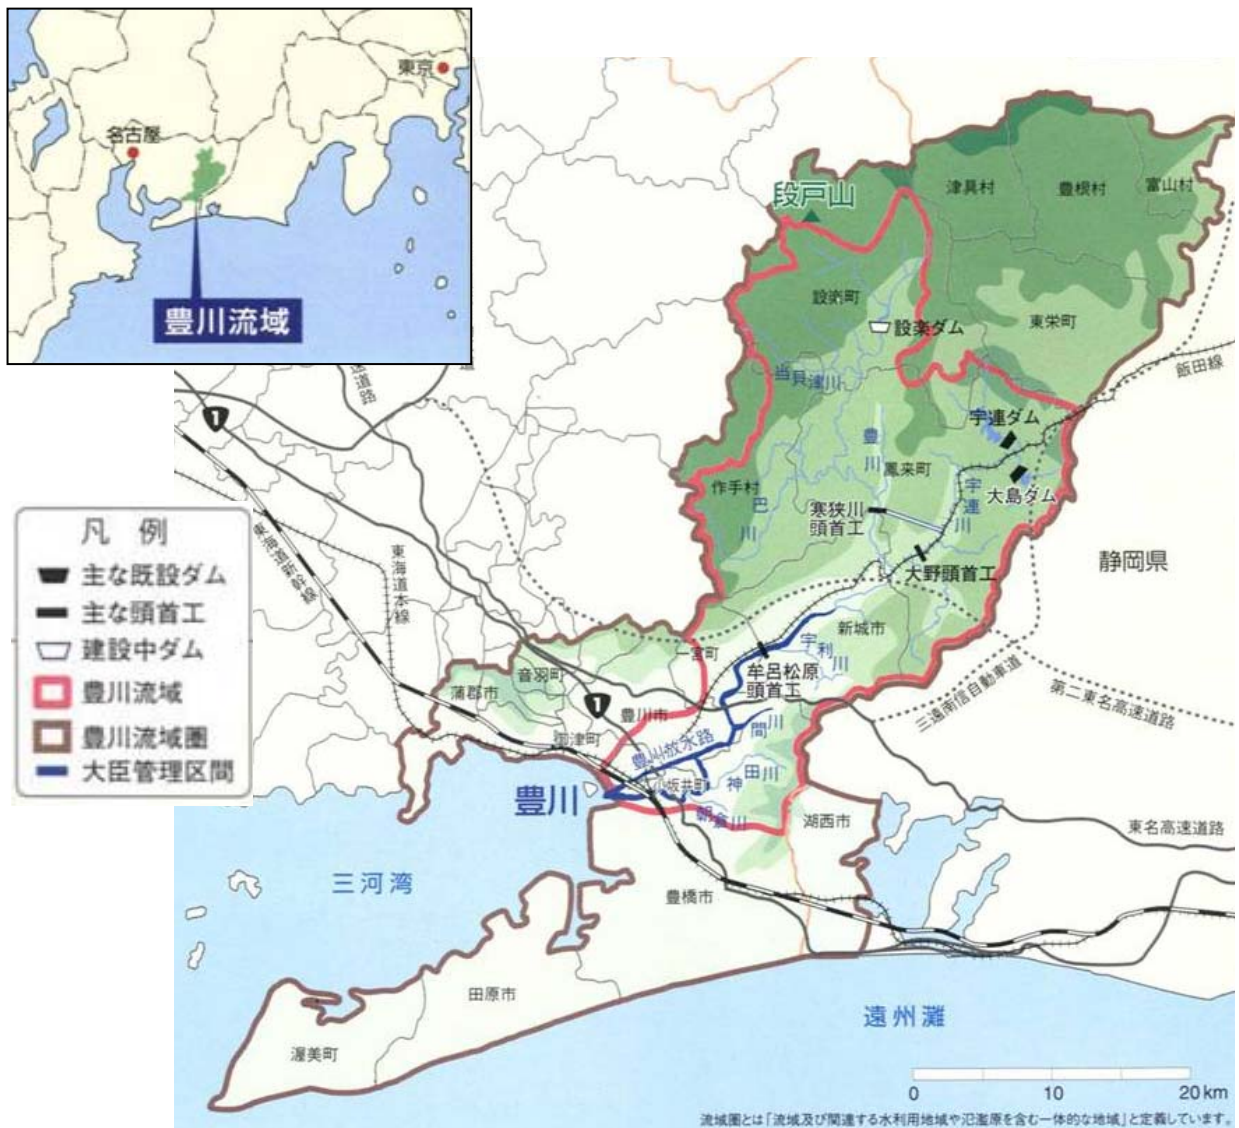 東京
名古屋
豊川流域
段戸山
津具村
豊根村
富山村
設楽町
設楽ダム
東栄町
飯田線
当貝津川
宇連ダム
豊川
鳳来町
作手村
巴川
寒狭川
頭首工
宇連川
大島ダム
大野頭首工
静岡県
1
道路
凡 例
主な既設ダム
主な頭首工
建設中ダム
豊川流域
豊川流域圏
大臣管理区間
東海道新幹線
東海道本線
新城市
宇利川
牟呂松原
頭首工
一宮町
音羽町
蒲郡市
1
豊川市
御津町
三遠南信自動車道
第二東名高速道路
豊川放水路
間川
小坂井町
神田川
朝倉川
豊川
湖西市
東名高速道路
三河湾
豊橋市
田原市
渥美町
遠州灘
0 10 20 km
流域圏とは「流域及び関連する水利用地域や氾濫原を含む一体的な地域」と定義しています。